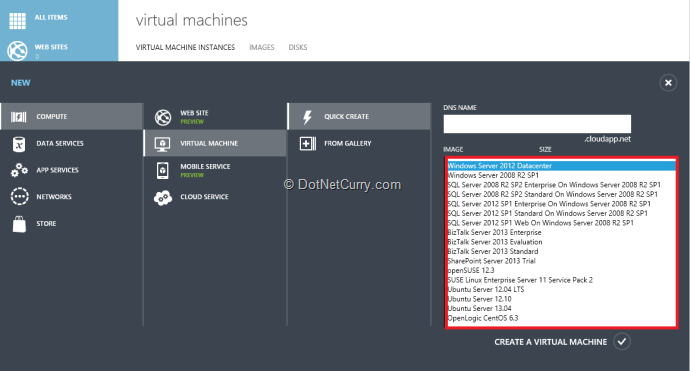 ALL ITEMS
virtual machines
WEB SITES
0
VIRTUAL MACHINE INSTANCES IMAGES DISKS
NEW
COMPUTE
DATA SERVICES
APP SERVICES
NETWORKS
STORE
WEB SITE
PREVIEW
VIRTUAL MACHINE
MOBILE SERVICE
PREVIEW
CLOUD SERVICE
QUICK CREATE
FROM GALLERY
© DotNetCurry.com
DNS NAME
.cloudapp.net
IMAGE SIZE
Windows Server 2012 Datacenter
Windows Server 2008 R2 SP1
SQL Server 2008 R2 SP2 Enterprise On Windows Server 2008 R2 SP1
SQL Server 2008 R2 SP2 Standard On Windows Server 2008 R2 SP1
SQL Server 2012 SP1 Enterprise On Windows Server 2008 R2 SP1
SQL Server 2012 SP1 Standard On Windows Server 2008 R2 SP1
SQL Server 2012 SP1 Web On Windows Server 2008 R2 SP1
BizTalk Server 2013 Enterprise
BizTalk Server 2013 Evaluation
BizTalk Server 2013 Standard
SharePoint Server 2013 Trial
openSUSE 12.3
SUSE Linux Enterprise Server 11 Service Pack 2
Ubuntu Server 12.04 LTS
Ubuntu Server 12.10
Ubuntu Server 13.04
OpenLogic CentOS 6.3
CREATE A VIRTUAL MACHINE